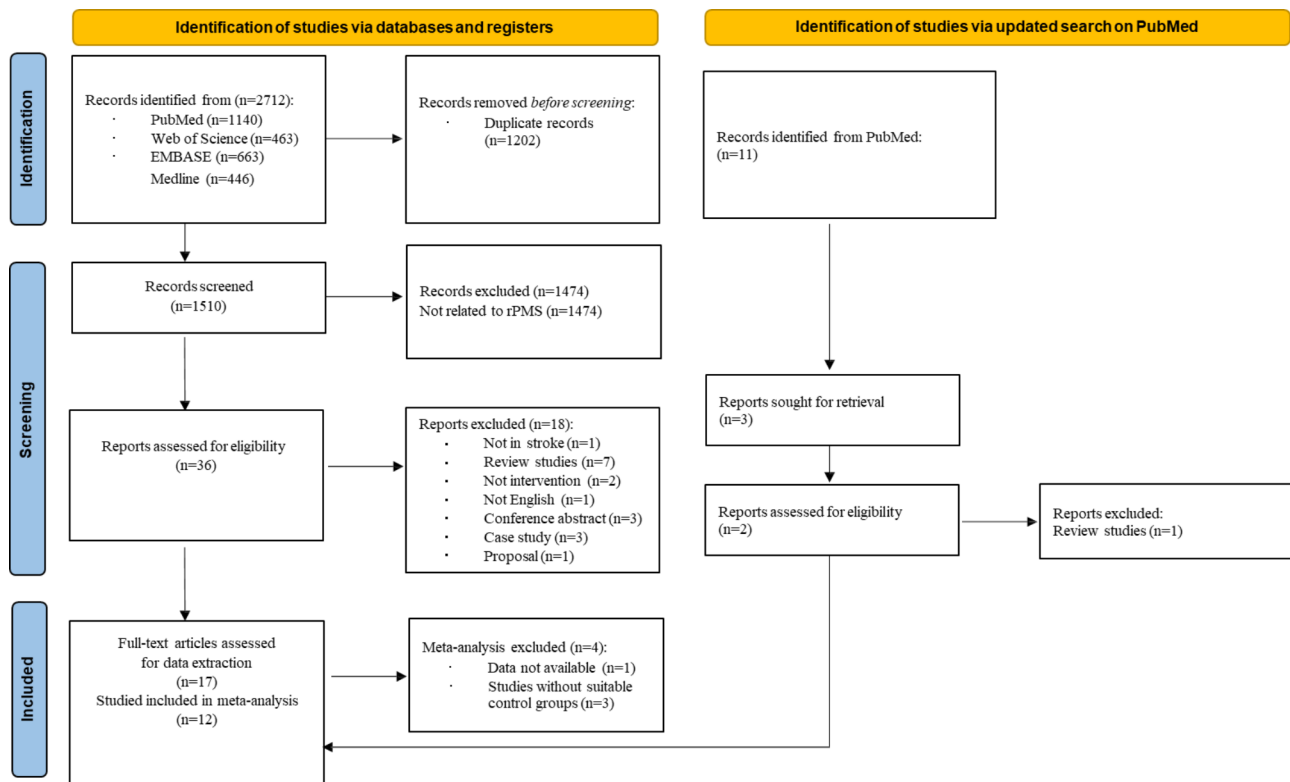 Identification of studies via databases and registers
Identification of studies via updated search on PubMed
Identification
Records identified from (n=2712):
· PubMed (n=1140)
· Web of Science (n=463)
· EMBASE (n=663)
Medline (n=446)
Records removed before screening:
· Duplicate records
(n=1202)
Records identified from PubMed:
(n=11)
Screening
Records screened
(n=1510)
Records excluded (n=1474)
Not related to rPMS (n=1474)
Reports sought for retrieval
(n=3)
Reports assessed for eligibility
(n=36)
Reports excluded (n=18):
· Not in stroke (n=1)
· Review studies (n=7)
· Not intervention (n=2)
· Not English (n=1)
· Conference abstract (n=3)
· Case study (n=3)
· Proposal (n=1)
Reports assessed for eligibility
(n=2)
Reports excluded:
Review studies (n=1)
Included
Full-text articles assessed
for data extraction
(n=17)
Studied included in meta-analysis
(n=12)
Meta-analysis excluded (n=4):
· Data not available (n=1)
· Studies without suitable
control groups (n=3)